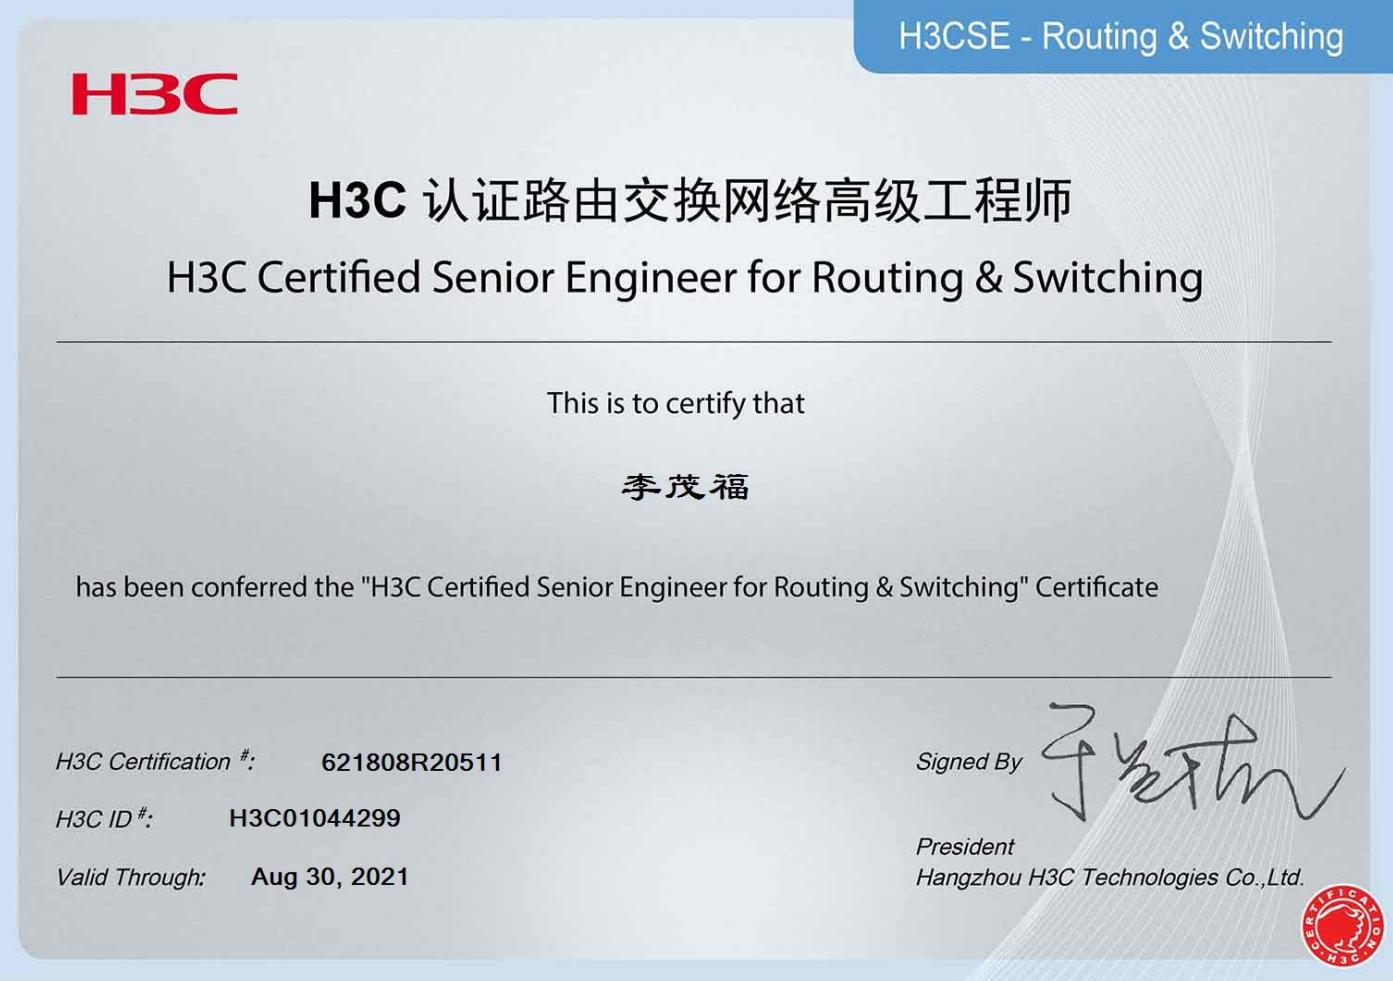 H3CSE - Routing & Switching
H3C
H3C 认证路由交换网络高级工程师
H3C Certified Senior Engineer for Routing & Switching
This is to certify that
李茂福
has been conferred the "H3C Certified Senior Engineer for Routing & Switching" Certificate
H3C Certification #: 621808R20511
H3C ID #: H3C01044299
Valid Through: Aug 30, 2021
Signed By
President
Hangzhou H3C Technologies Co.,Ltd.
CERTIFICATION
·H3C·